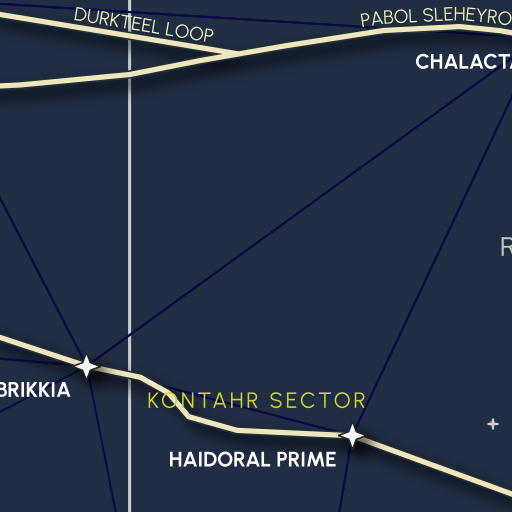 DURKTEEL LOOP
PABOL SLEHEYRO
CHALACTA
R
BRIKKIA
KONTAHR SECTOR
HAIDORAL PRIME